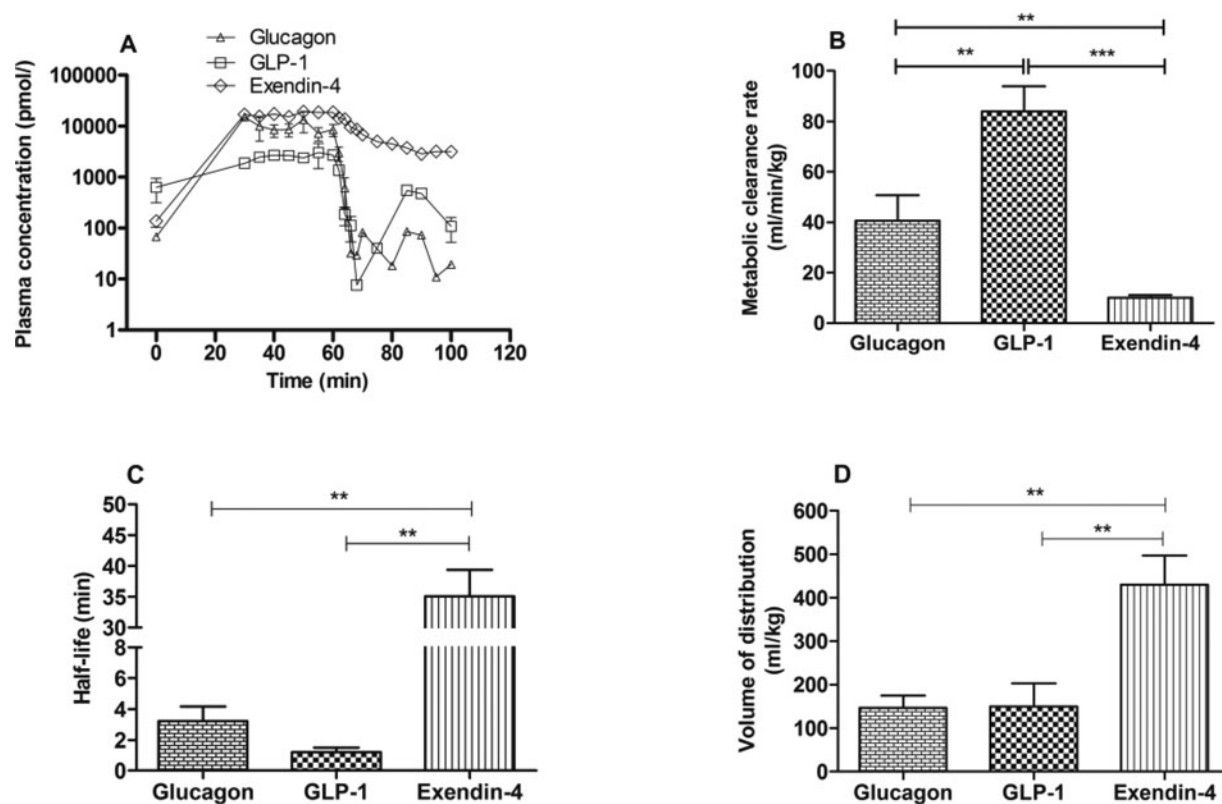 A
Glucagon
GLP-1
Exendin-4
Plasma concentration (pmol/)
100000
10000
1000
100
10
1
0 20 40 60 80 100 120
Time (min)
B
**
** ***
Metabolic clearance rate
(ml/min/kg)
100
80
60
40
20
0
Glucagon GLP-1 Exendin-4
C
**
**
Half-life (min)
50
45
40
35
30
8
6
4
2
0
Glucagon GLP-1 Exendin-4
D
**
**
Volume of distribution
(ml/kg)
600
500
400
300
200
100
0
Glucagon GLP-1 Exendin-4